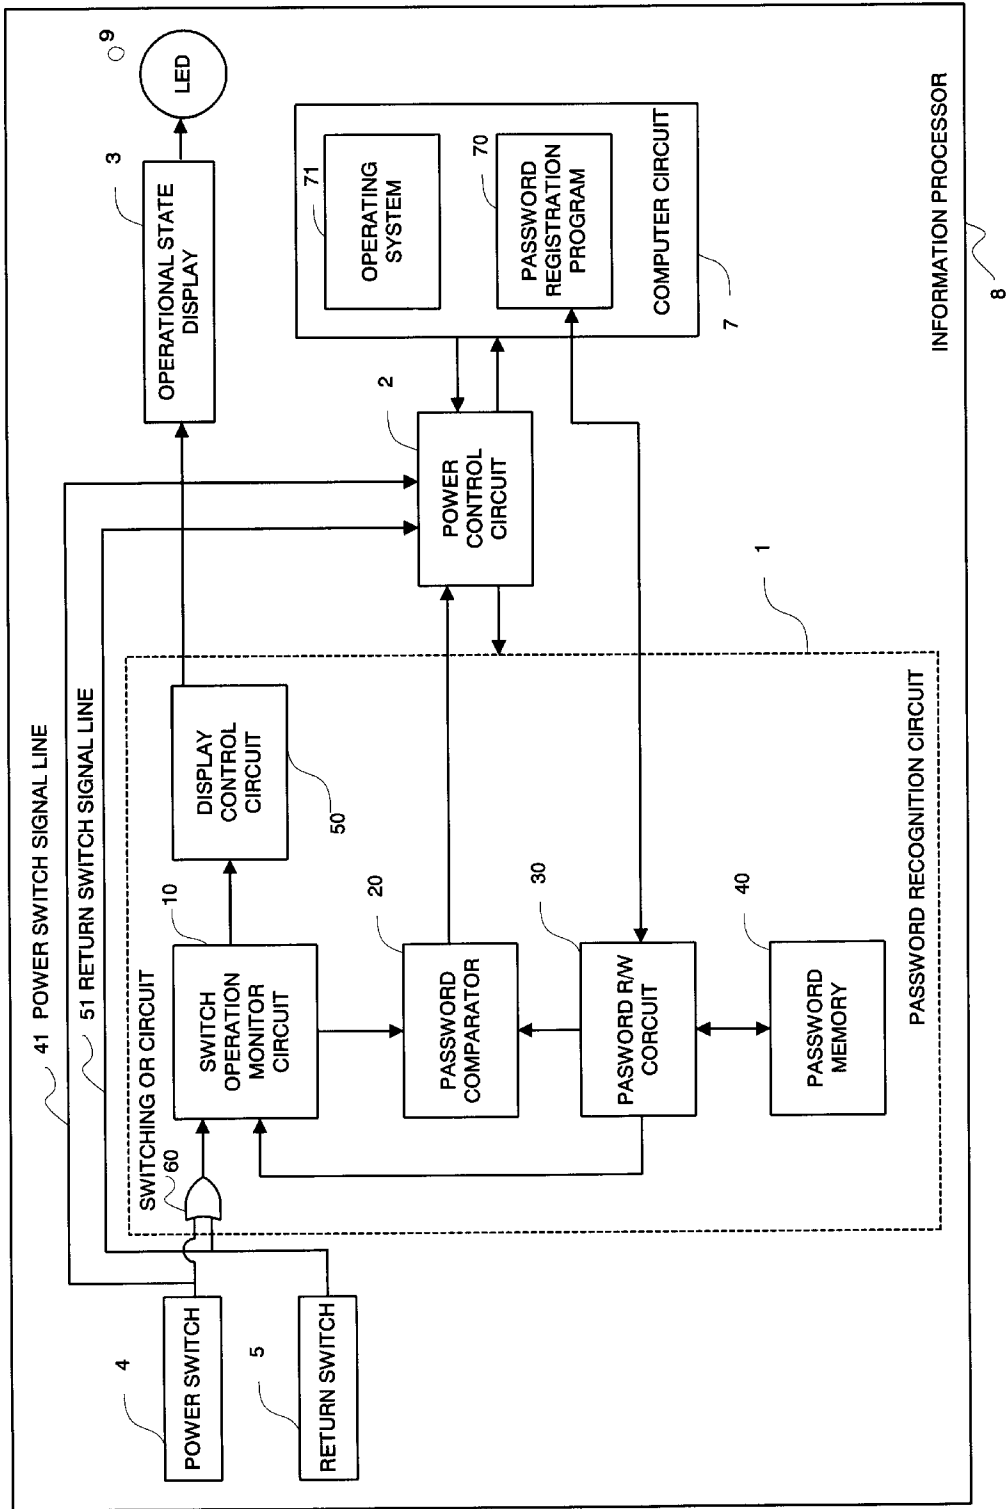 41 POWER SWITCH SIGNAL LINE
51 RETURN SWITCH SIGNAL LINE
4
POWER SWITCH
5
RETURN SWITCH
SWITCHING OR CIRCUIT
60
10
SWITCH
OPERATION
MONITOR
CIRCUIT
DISPLAY
CONTROL
CIRCUIT
50
20
PASSWORD
COMPARATOR
30
PASWORD R/W
CORCUIT
40
PASSWORD
MEMORY
PASSWORD RECOGNITION CIRCUIT
1
2
POWER
CONTROL
CIRCUIT
3
OPERATIONAL STATE
DISPLAY
9
LED
71
OPERATING
SYSTEM
70
PASSWORD
REGISTRATION
PROGRAM
COMPUTER CIRCUIT
7
INFORMATION PROCESSOR
8